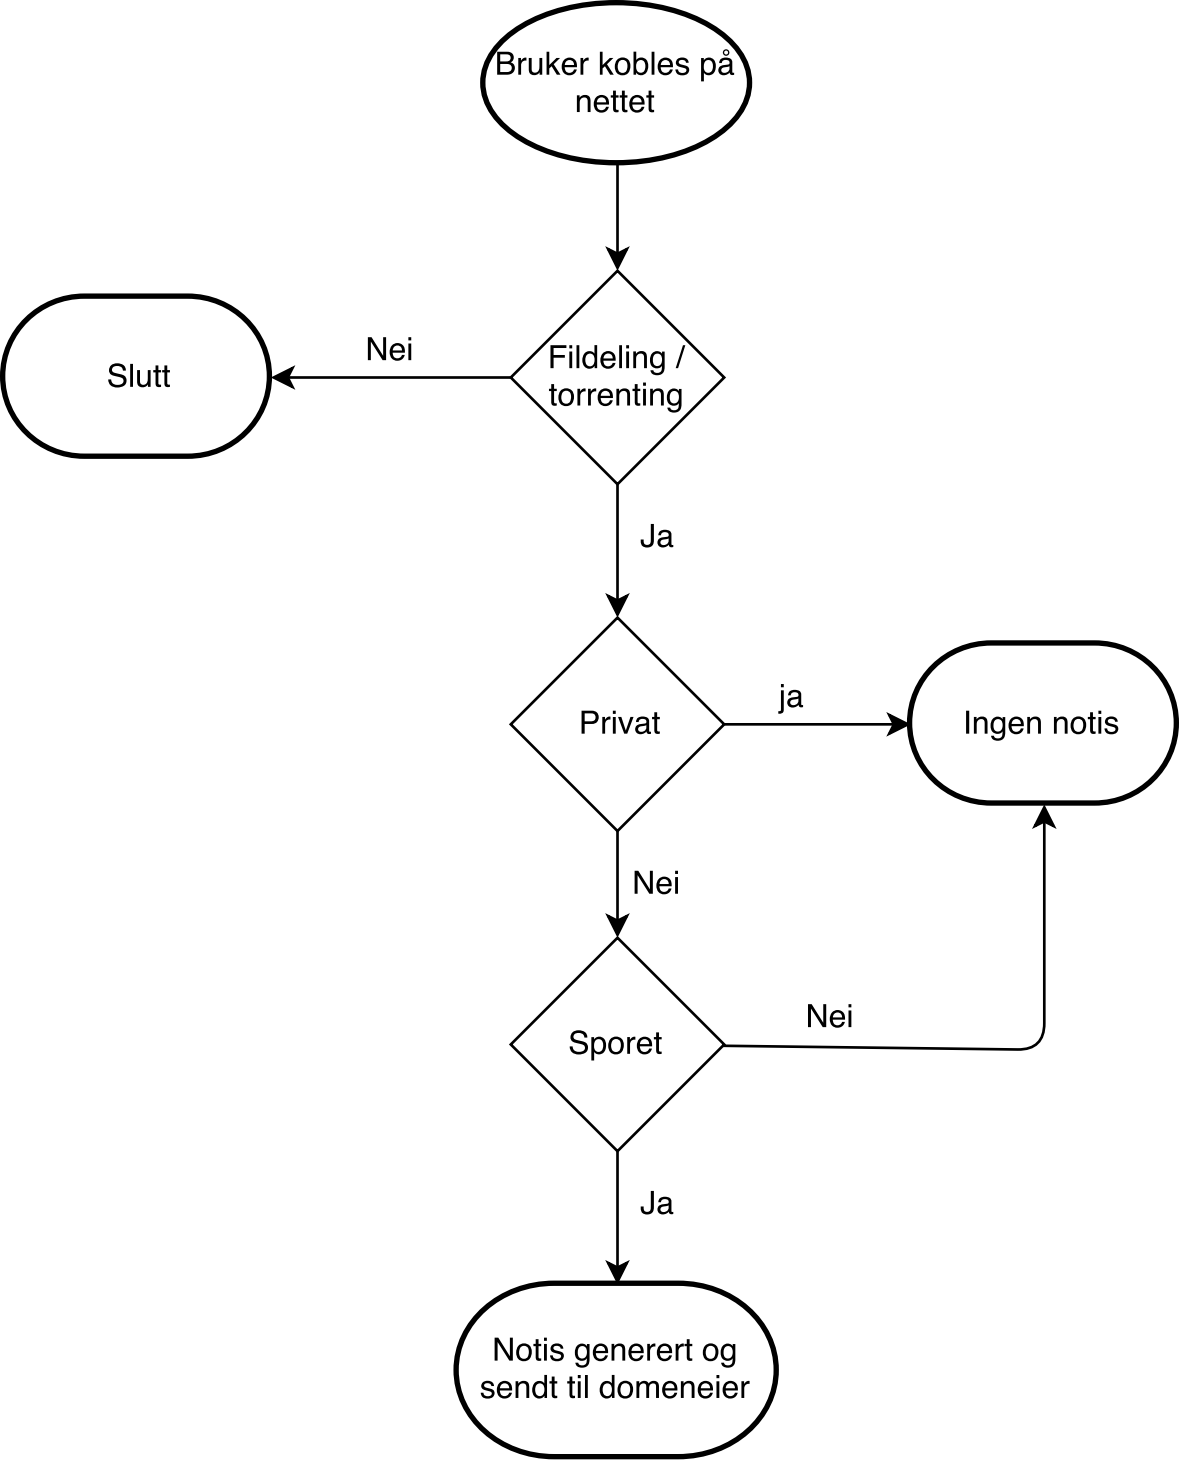 Bruker kobles på
nettet
Nei
Slutt
Fildeling /
torrenting
Ja
Privat
ja
Ingen notis
Nei
Sporet
Nei
Ja
Notis generert og
sendt til domeneier